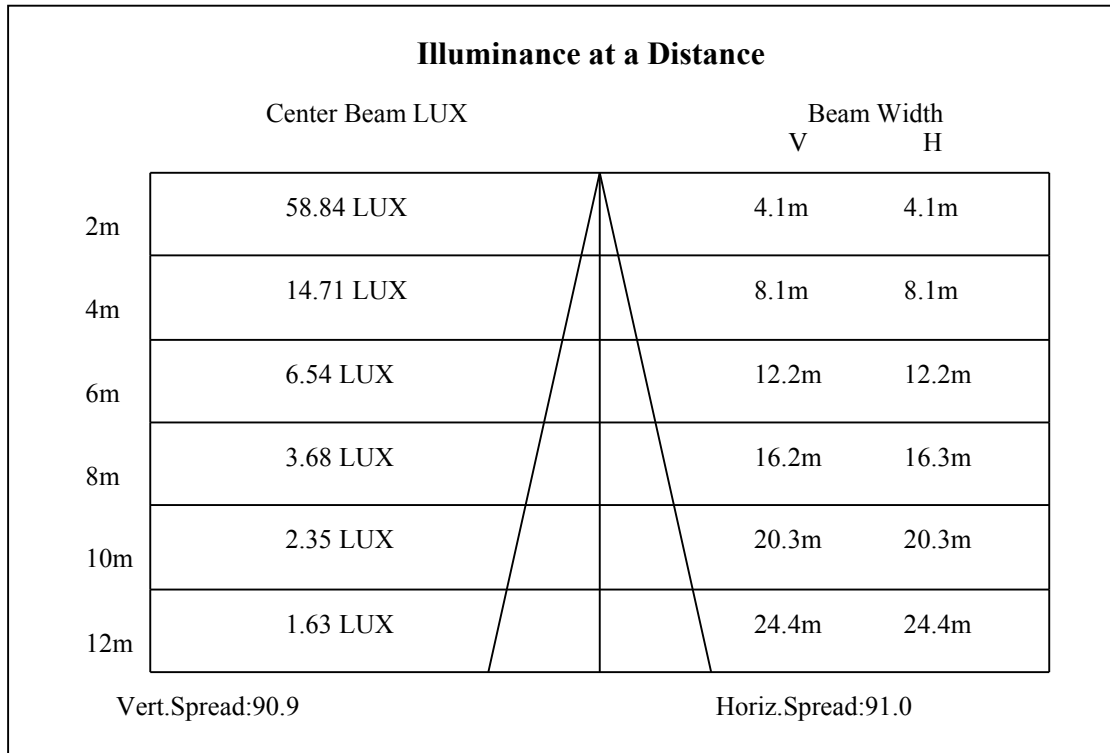 Illuminance at a Distance
Center Beam LUX Beam Width
V H
2m 58.84 LUX 4.1m 4.1m
4m 14.71 LUX 8.1m 8.1m
6m 6.54 LUX 12.2m 12.2m
8m 3.68 LUX 16.2m 16.3m
10m 2.35 LUX 20.3m 20.3m
12m 1.63 LUX 24.4m 24.4m
Vert.Spread:90.9 Horiz.Spread:91.0